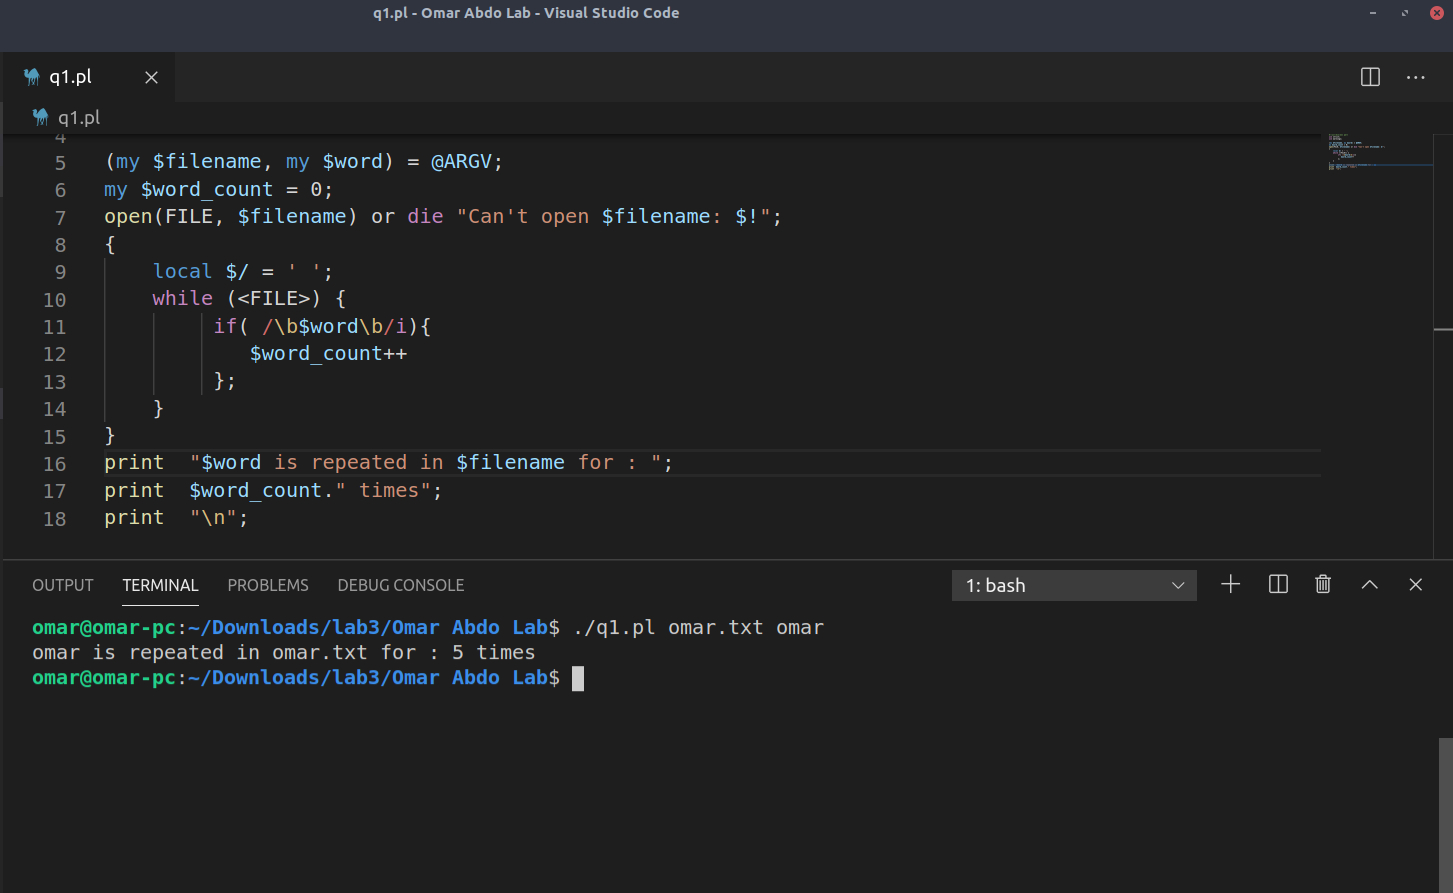 q1.pl - Omar Abdo Lab - Visual Studio Code
q1.pl
q1.pl
4
5 (my $filename, my $word) = @ARGV;
6 my $word_count = 0;
7 open(FILE, $filename) or die "Can't open $filename: $!";
8 {
9 local $/ = ' ';
10 while (<FILE>) {
11 if( /\b$word\b/i){
12 $word_count++
13 };
14 }
15 }
16 print  "$word is repeated in $filename for : ";
17 print  $word_count." times";
18 print  "\n";
OUTPUT TERMINAL PROBLEMS DEBUG CONSOLE 1: bash
omar@omar-pc:~/Downloads/lab3/Omar Abdo Lab$ ./q1.pl omar.txt omar
omar is repeated in omar.txt for : 5 times
omar@omar-pc:~/Downloads/lab3/Omar Abdo Lab$